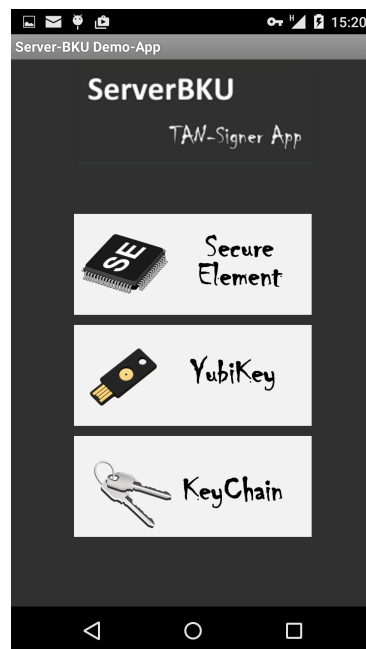 H
15:20
Server-BKU Demo-App
ServerBKU
TAN-Signer App
SE
Secure
Element
YubiKey
KeyChain